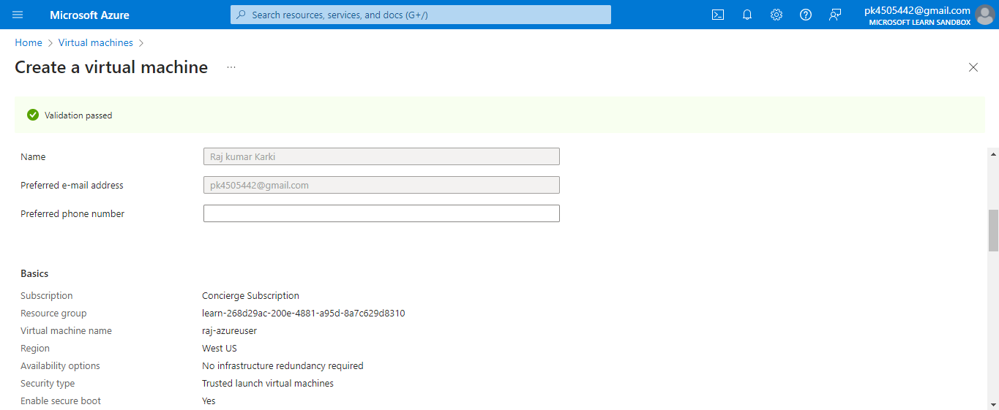 Microsoft Azure
Search resources, services, and docs (G+/)
pk4505442@gmail.com
MICROSOFT LEARN SANDBOX
Home > Virtual machines >
Create a virtual machine ...
Validation passed
Name Raj kumar Karki
Preferred e-mail address pk4505442@gmail.com
Preferred phone number
Basics
Subscription Concierge Subscription
Resource group learn-268d29ac-200e-4881-a95d-8a7c629d8310
Virtual machine name raj-azureuser
Region West US
Availability options No infrastructure redundancy required
Security type Trusted launch virtual machines
Enable secure boot Yes